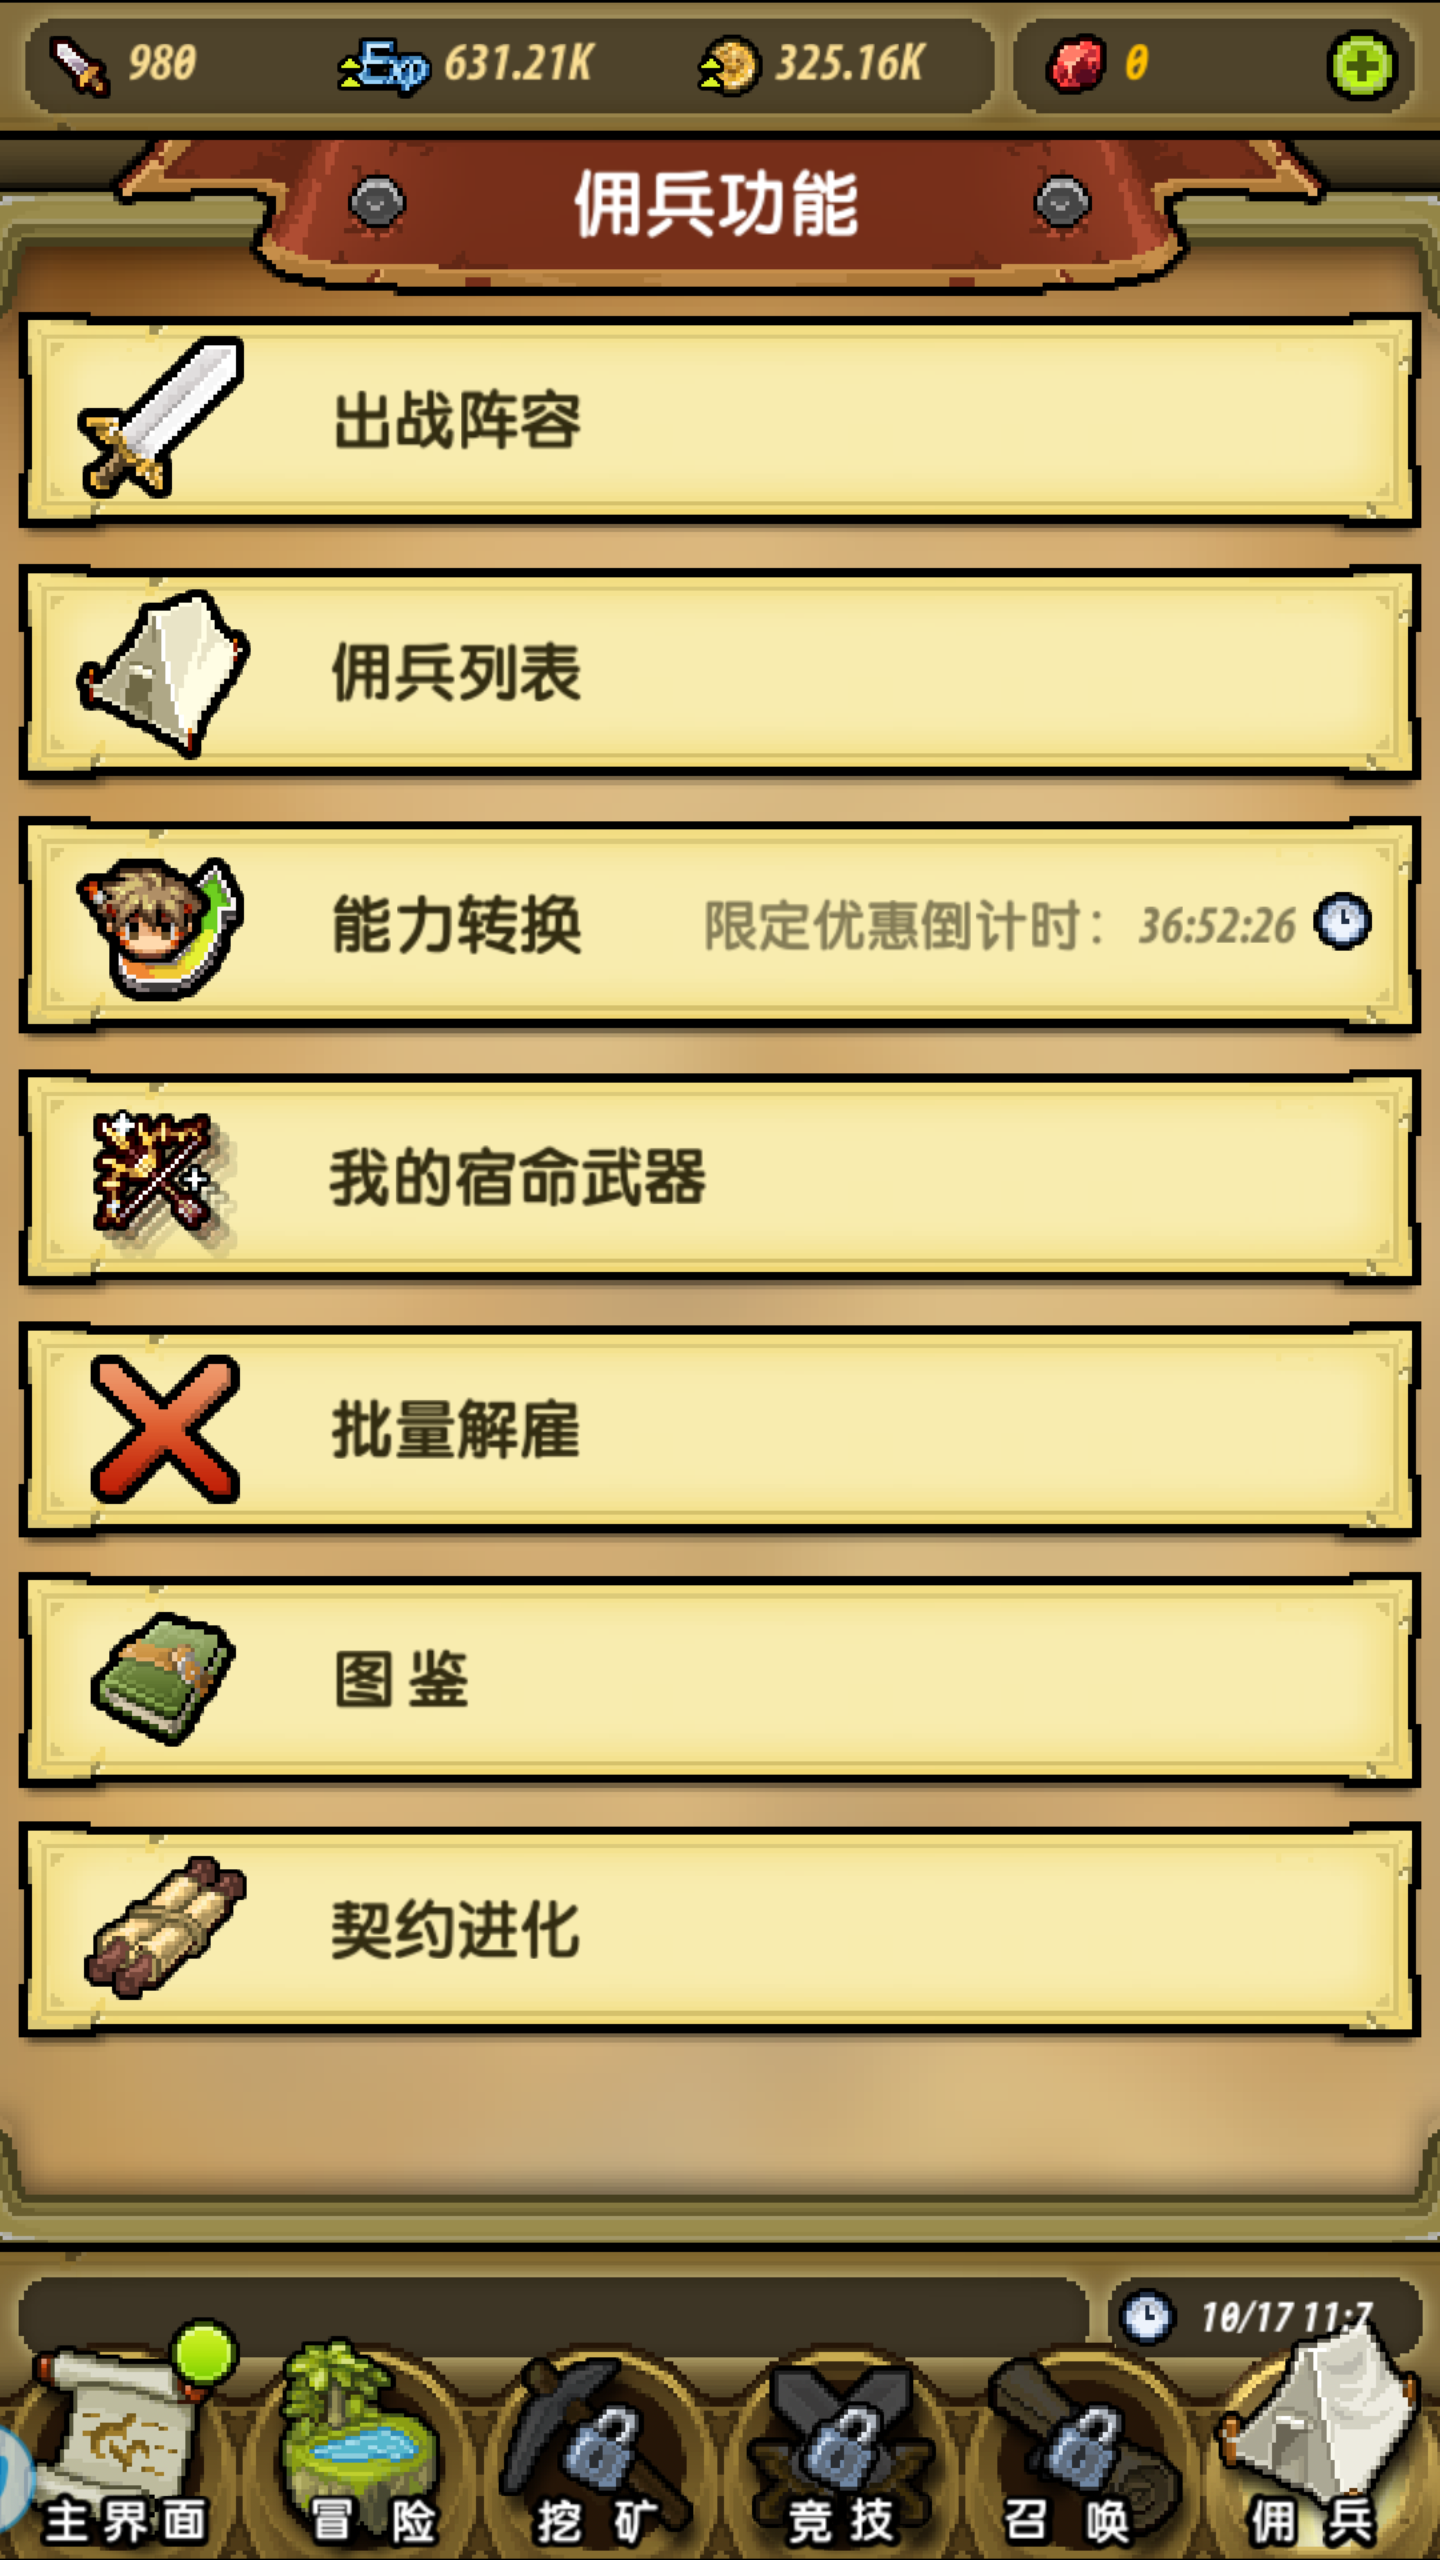 980 Exp 631.21K 325.16K 0
佣兵功能
出战阵容
佣兵列表
能力转换 限定优惠倒计时：36:52:26
我的宿命武器
批量解雇
图鉴
契约进化
10/17 11:7
主界面 冒险 挖矿 竞技 召唤 佣兵